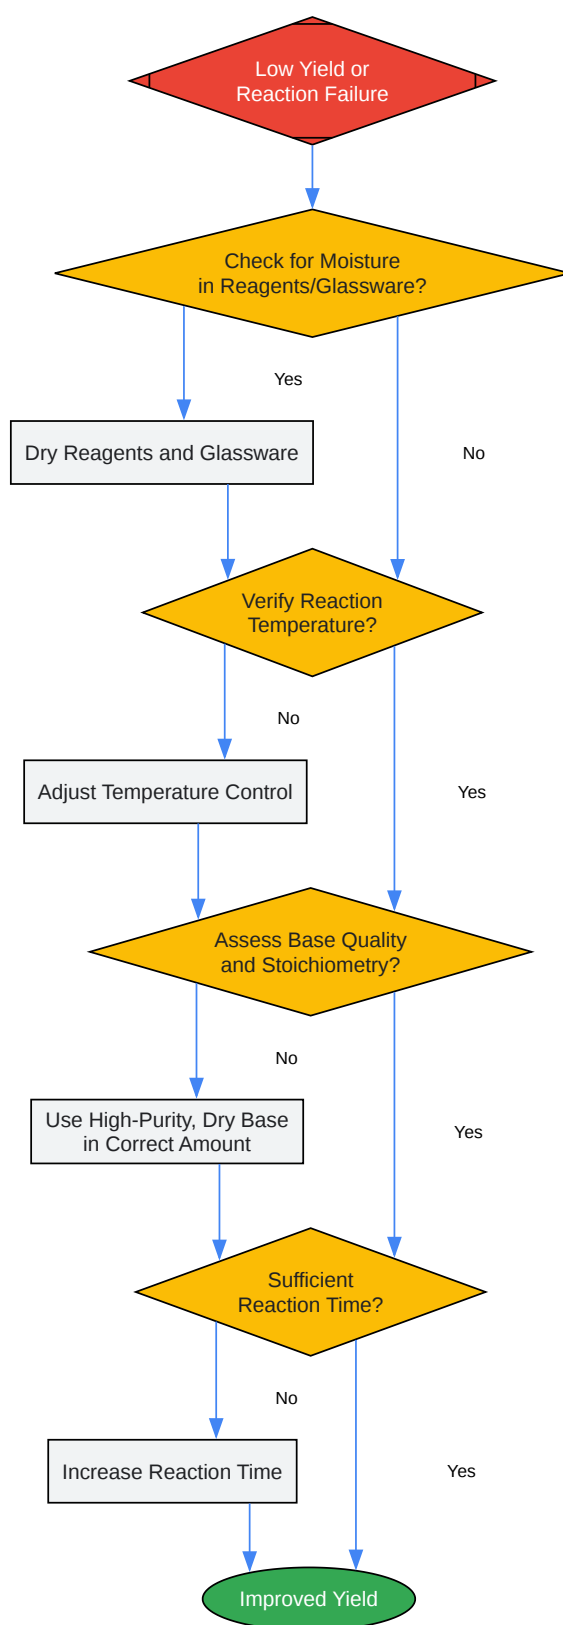 Low Yield or
Reaction Failure
Check for Moisture
in Reagents/Glassware?
Yes
Dry Reagents and Glassware
No
Verify Reaction
Temperature?
No
Adjust Temperature Control
Yes
Assess Base Quality
and Stoichiometry?
No
Use High-Purity, Dry Base
in Correct Amount
Yes
Sufficient
Reaction Time?
No
Increase Reaction Time
Yes
Improved Yield